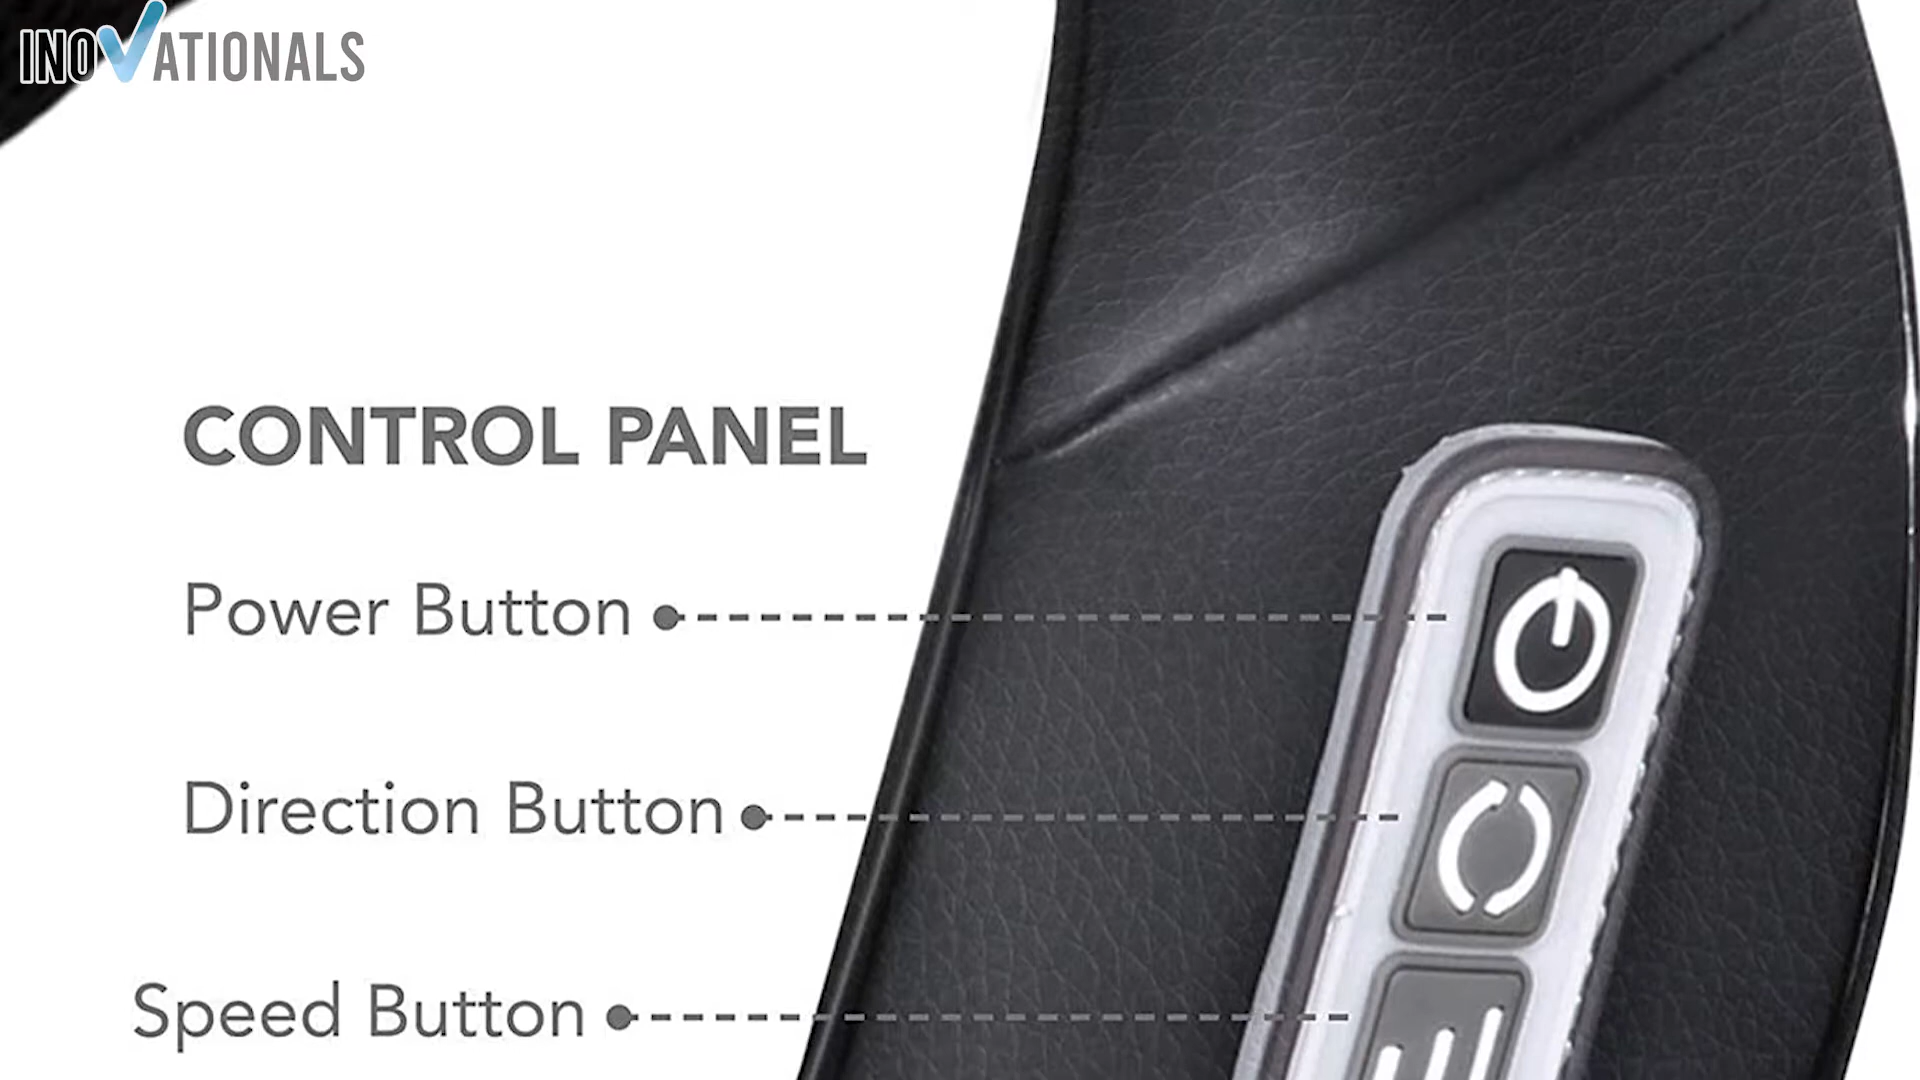 INOVATIONALS
CONTROL PANEL
Power Button
Direction Button
Speed Button